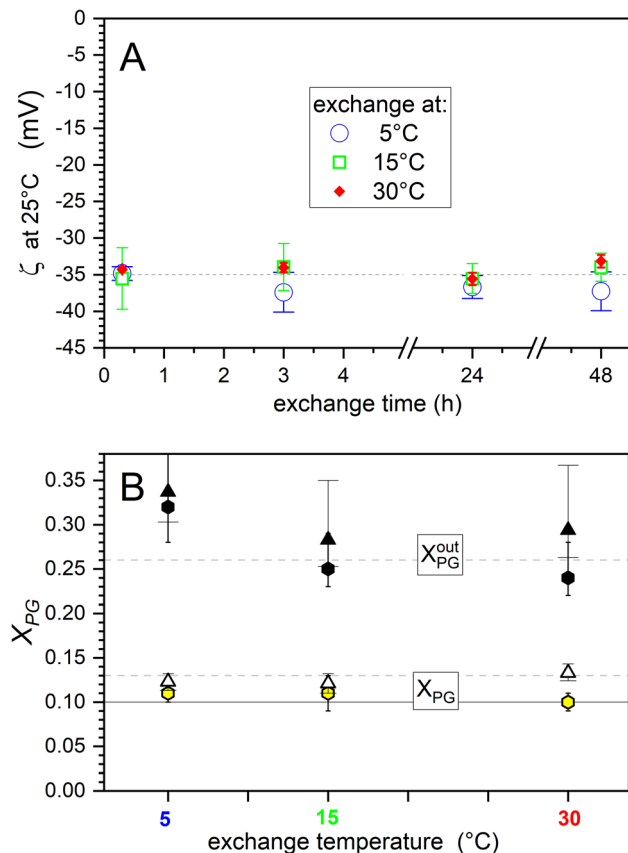 A
0
-5
-10
-15
-20
-25
-30
-35
-40
-45
ζ at 25°C (mV)
exchange at:
5°C
15°C
30°C
0 1 2 3 4 24 48
exchange time (h)
B
0.35
0.30
0.25
0.20
0.15
0.10
0.05
0.00
X_PG
X_PG^out
X_PG
5 15 30
exchange temperature (°C)